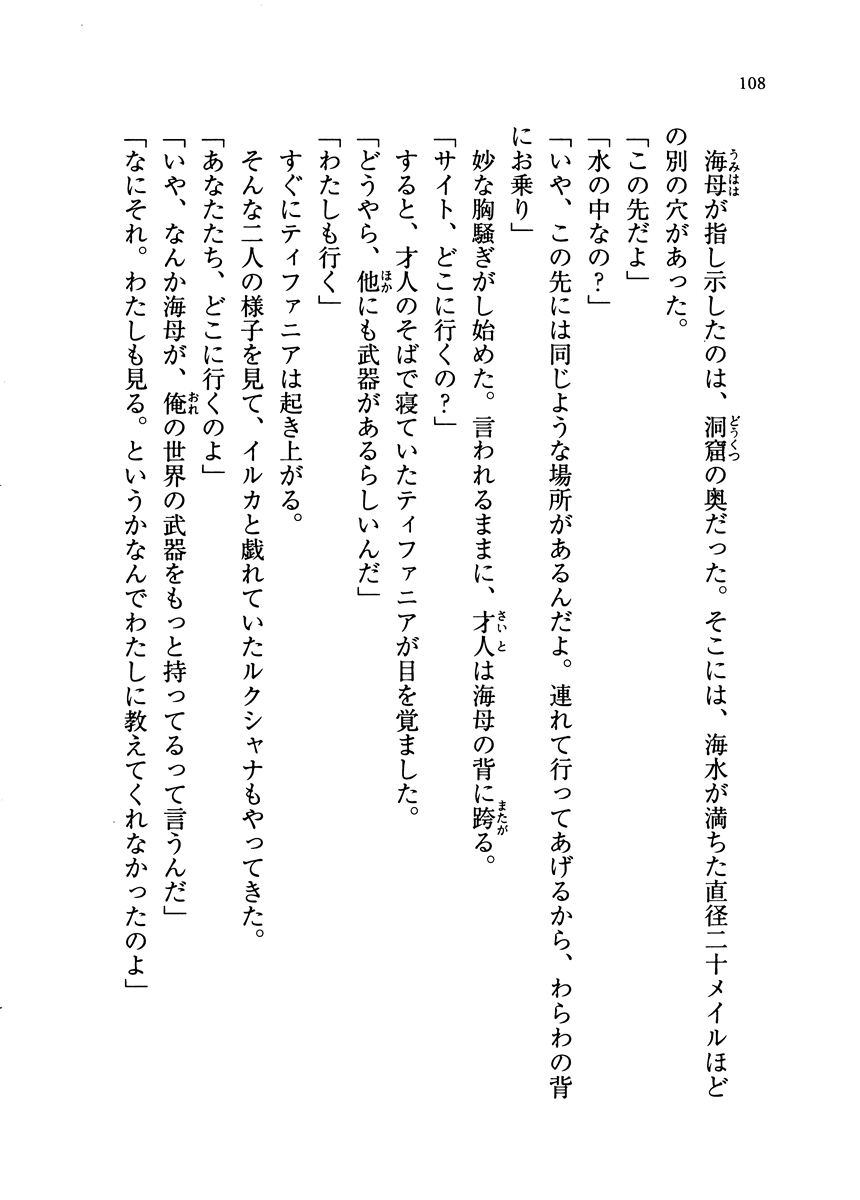 108
海母が指し示したのは、洞窟の奥だった。そこには、海水が満ちた直径二十メイルほど
の別の穴があった。
「この先だよ」
「水の中なの？」
「いや、この先には同じような場所があるんだよ。連れて行ってあげるから、わらわの背
にお乗り」
妙な胸騒ぎがし始めた。言われるままに、才人は海母の背に跨る。
「サイト、どこに行くの？」
すると、才人のそばで寝ていたティファニアが目を覚ました。
「どうやら、他にも武器があるらしいんだ」
「わたしも行く」
すぐにティファニアは起き上がる。
そんな二人の様子を見て、イルカと戯れていたルクシャナもやってきた。
「あなたたち、どこに行くのよ」
「いや、なんか海母が、俺の世界の武器をもっと持ってるって言うんだ」
「なにそれ。わたしも見る。というかなんでわたしに教えてくれなかったのよ」